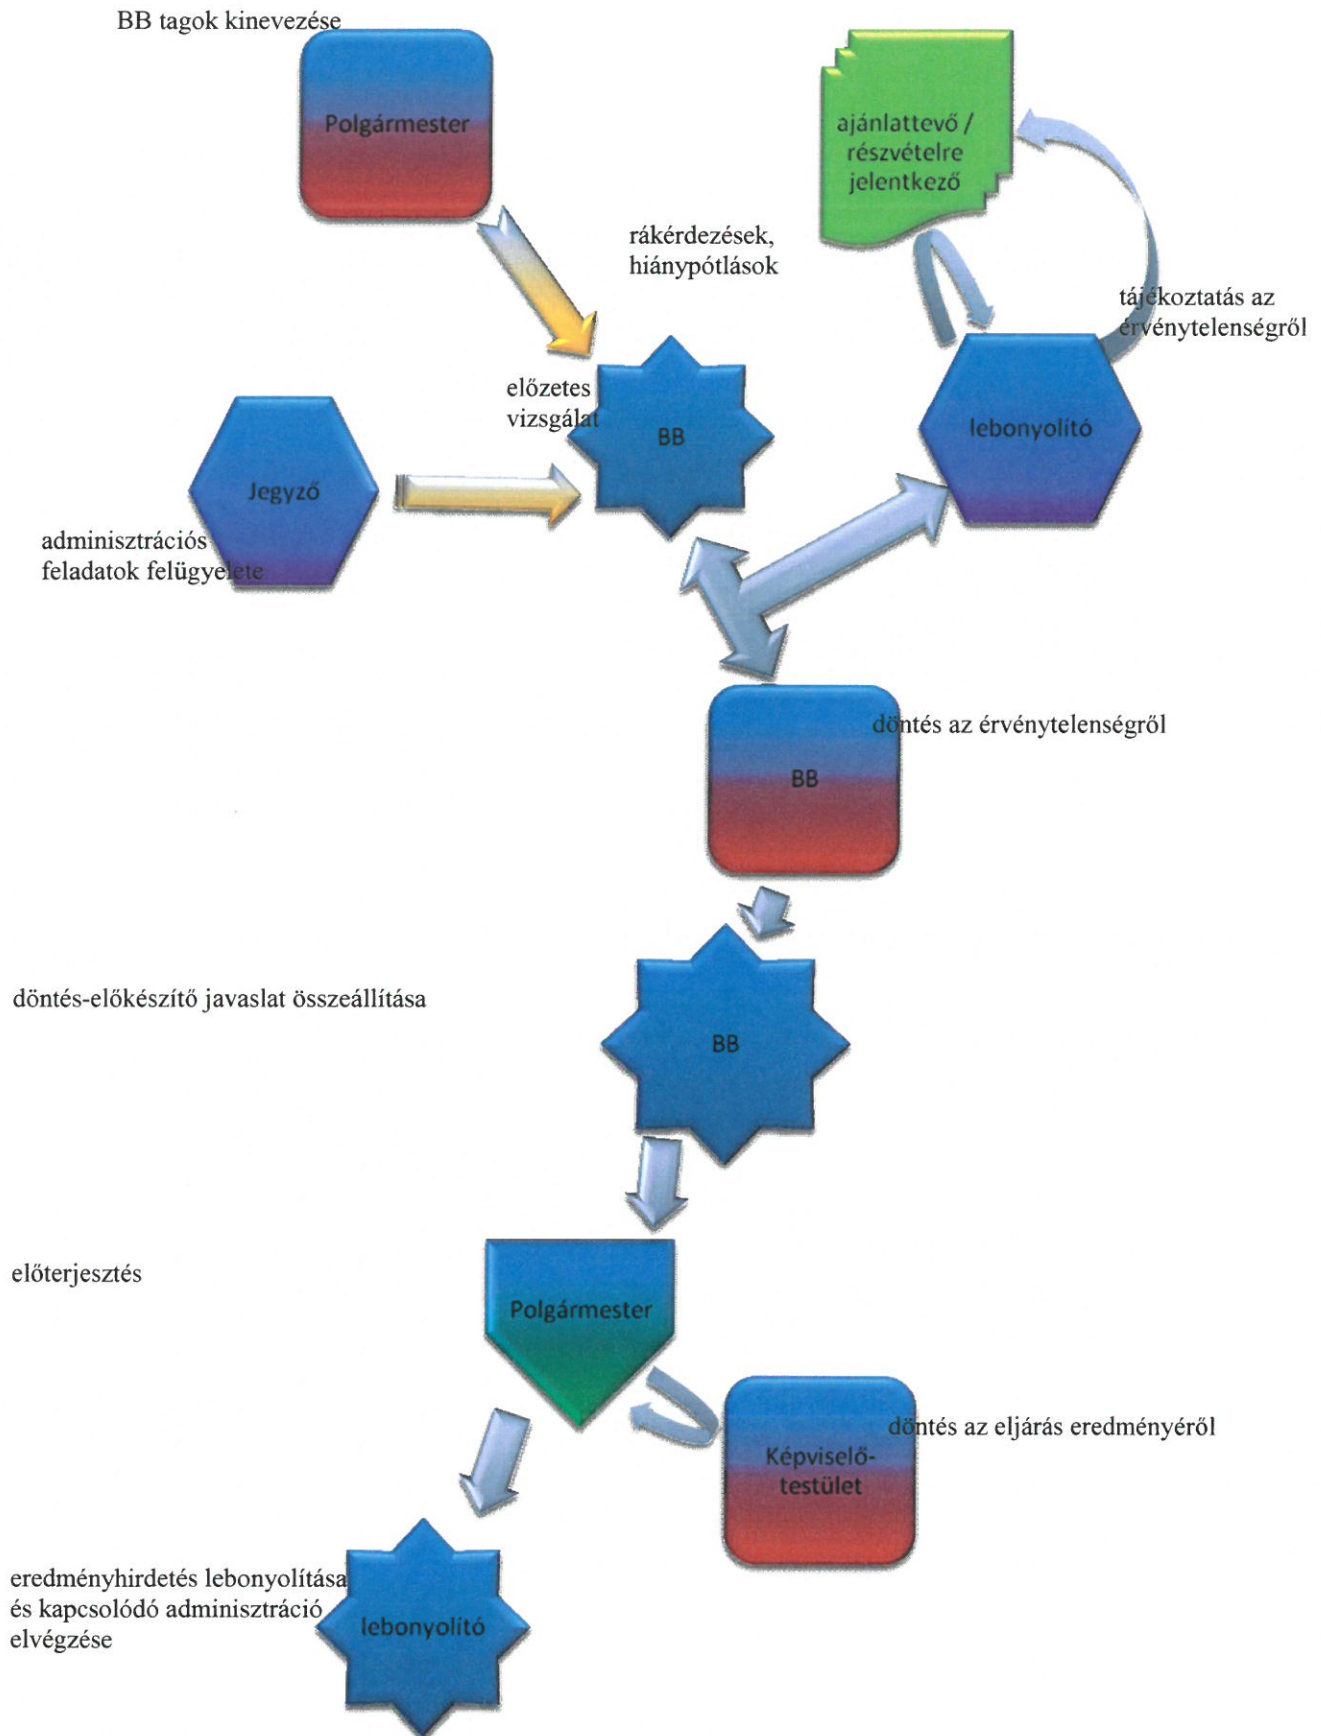 BB tagok kinevezése
Polgármester
ajánlattevő /
részvételre
jelentkező
rákérdezések,
hiánypótlások
tájékoztatás az
érvénytelenségről
előzetes
vizsgálat
BB
lebonyolító
Jegyző
adminisztrációs
feladatok felügyelete
döntés az érvénytelenségről
BB
döntés-előkészítő javaslat összeállítása
BB
előterjesztés
Polgármester
döntés az eljárás eredményéről
Képviselő-
testület
eredményhirdetés lebonyolítása
és kapcsolódó adminisztráció
elvégzése
lebonyolító